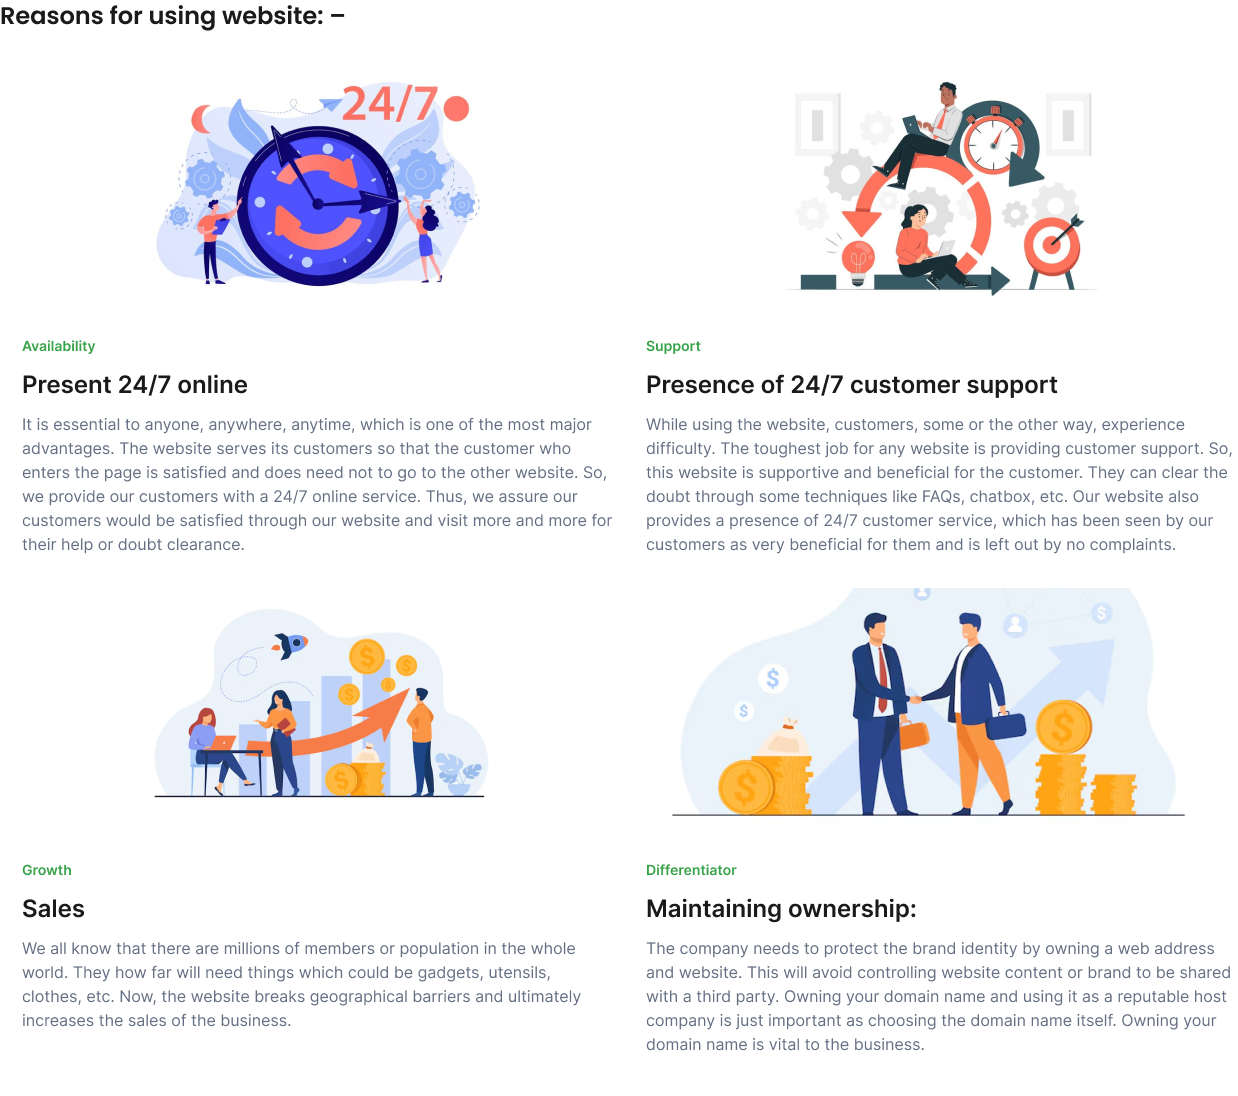 Reasons for using website: –
24/7
Availability
Present 24/7 online
It is essential to anyone, anywhere, anytime, which is one of the most major
advantages. The website serves its customers so that the customer who
enters the page is satisfied and does need not to go to the other website. So,
we provide our customers with a 24/7 online service. Thus, we assure our
customers would be satisfied through our website and visit more and more for
their help or doubt clearance.
Support
Presence of 24/7 customer support
While using the website, customers, some or the other way, experience
difficulty. The toughest job for any website is providing customer support. So,
this website is supportive and beneficial for the customer. They can clear the
doubt through some techniques like FAQs, chatbox, etc. Our website also
provides a presence of 24/7 customer service, which has been seen by our
customers as very beneficial for them and is left out by no complaints.
Growth
Sales
We all know that there are millions of members or population in the whole
world. They how far will need things which could be gadgets, utensils,
clothes, etc. Now, the website breaks geographical barriers and ultimately
increases the sales of the business.
Differentiator
Maintaining ownership:
The company needs to protect the brand identity by owning a web address
and website. This will avoid controlling website content or brand to be shared
with a third party. Owning your domain name and using it as a reputable host
company is just important as choosing the domain name itself. Owning your
domain name is vital to the business.